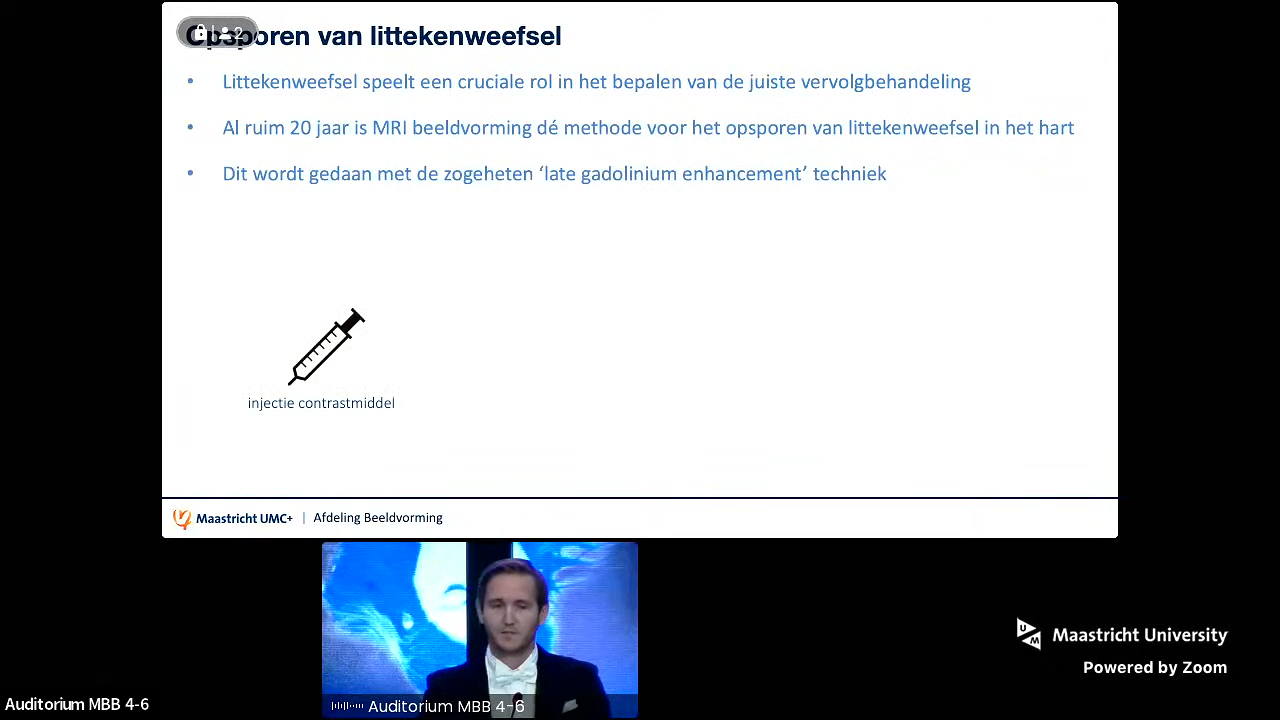 Opsporen van littekenweefsel
2
• Littekenweefsel speelt een cruciale rol in het bepalen van de juiste vervolgbehandeling
• Al ruim 20 jaar is MRI beeldvorming dé methode voor het opsporen van littekenweefsel in het hart
• Dit wordt gedaan met de zogeheten ‘late gadolinium enhancement’ techniek
injectie contrastmiddel
Maastricht UMC+ | Afdeling Beeldvorming
UM Maastricht University
Powered by Zoom
Auditorium MBB 4-6
Auditorium MBB 4-6